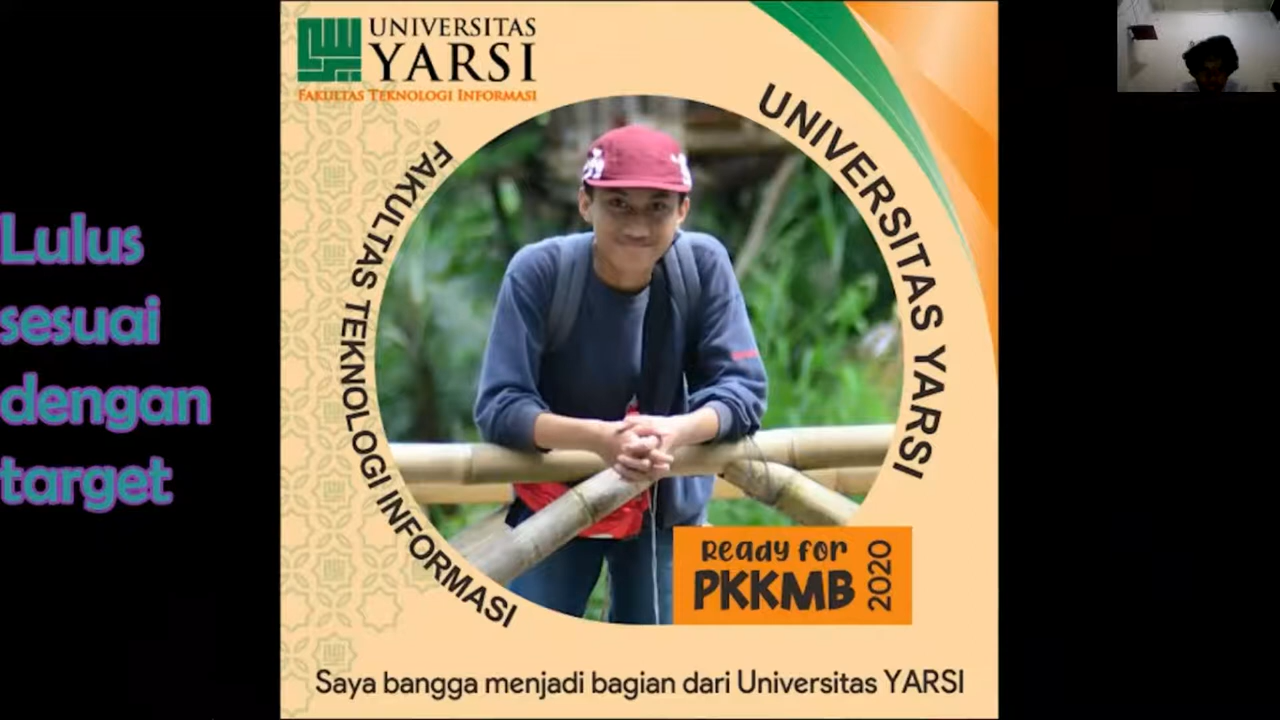 Lulus
sesuai
dengan
target
UNIVERSITAS
YARSI
FAKULTAS TEKNOLOGI INFORMASI
FAKULTAS TEKNOLOGI INFORMASI
UNIVERSITAS YARSI
Ready for
PKKMB
2020
Saya bangga menjadi bagian dari Universitas YARSI